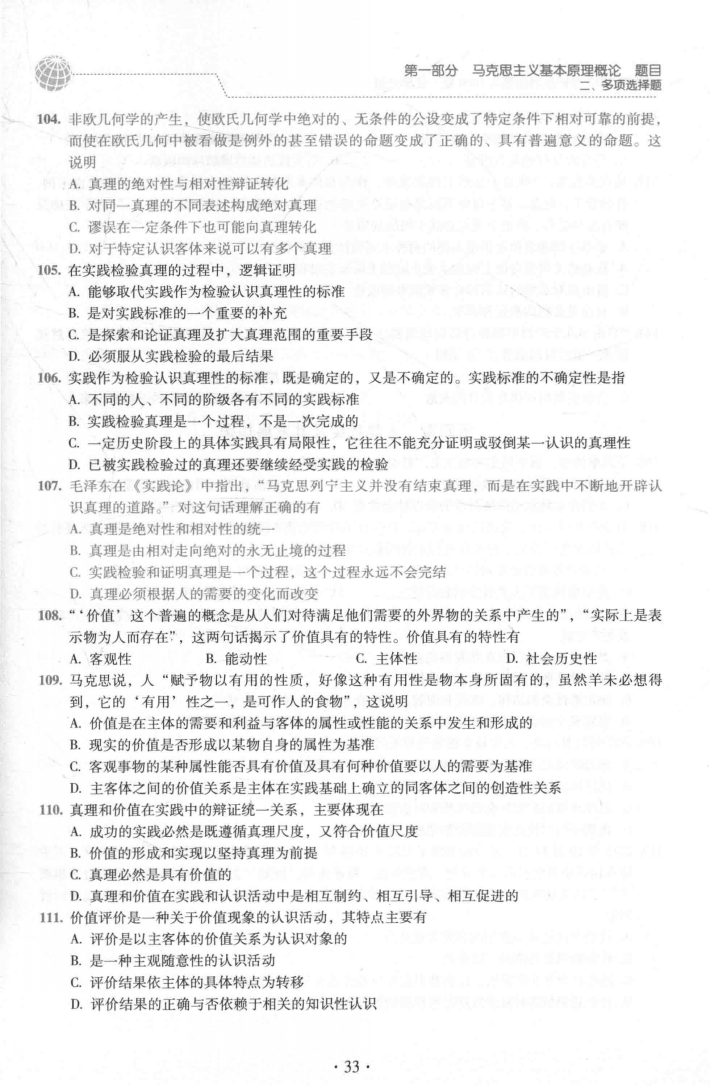 第一部分 马克思主义基本原理概论 题目
二、多项选择题
104. 非欧几何学的产生，使欧氏几何学中绝对的、无条件的公设变成了特定条件下相对可靠的前提，
而使在欧氏几何中被看做是例外的甚至错误的命题变成了正确的、具有普遍意义的命题。这
说明
A. 真理的绝对性与相对性辩证转化
B. 对同一真理的不同表述构成绝对真理
C. 谬误在一定条件下也可能向真理转化
D. 对于特定认识客体来说可以有多个真理
105. 在实践检验真理的过程中，逻辑证明
A. 能够取代实践作为检验认识真理性的标准
B. 是对实践标准的一个重要的补充
C. 是探索和论证真理及扩大真理范围的重要手段
D. 必须服从实践检验的最后结果
106. 实践作为检验认识真理性的标准，既是确定的，又是不确定的。实践标准的不确定性是指
A. 不同的人、不同的阶级各有不同的实践标准
B. 实践检验真理是一个过程，不是一次完成的
C. 一定历史阶段上的具体实践具有局限性，它往往不能充分证明或驳倒某一认识的真理性
D. 已被实践检验过的真理还要继续经受实践的检验
107. 毛泽东在《实践论》中指出，“马克思列宁主义并没有结束真理，而是在实践中不断地开辟认
识真理的道路。”对这句话理解正确的有
A. 真理是绝对性和相对性的统一
B. 真理是由相对走向绝对的永无止境的过程
C. 实践检验和证明真理是一个过程，这个过程永远不会完结
D. 真理必须根据人的需要的变化而改变
108. “‘价值’这个普遍的概念是从人们对待满足他们需要的外界物的关系中产生的”，“实际上是表
示物为人而存在”，这两句话揭示了价值具有的特性。价值具有的特性有
A. 客观性 B. 能动性 C. 主体性 D. 社会历史性
109. 马克思说，人“赋予物以有用的性质，好像这种有用性是物本身所固有的，虽然羊未必想得
到，它的‘有用’性之一，是可作人的食物”，这说明
A. 价值是在主体的需要和利益与客体的属性或性能的关系中发生和形成的
B. 现实的价值是否形成以某物自身的属性为基准
C. 客观事物的某种属性能否具有价值及具有何种价值要以人的需要为基准
D. 主客体之间的价值关系是主体在实践基础上确立的同客体之间的创造性关系
110. 真理和价值在实践中的辩证统一关系，主要体现在
A. 成功的实践必然是既遵循真理尺度，又符合价值尺度
B. 价值的形成和实现以坚持真理为前提
C. 真理必然是具有价值的
D. 真理和价值在实践和认识活动中是相互制约、相互引导、相互促进的
111. 价值评价是一种关于价值现象的认识活动，其特点主要有
A. 评价是以主客体的价值关系为认识对象的
B. 是一种主观随意性的认识活动
C. 评价结果依主体的具体特点为转移
D. 评价结果的正确与否依赖于相关的知识性认识
· 33 ·